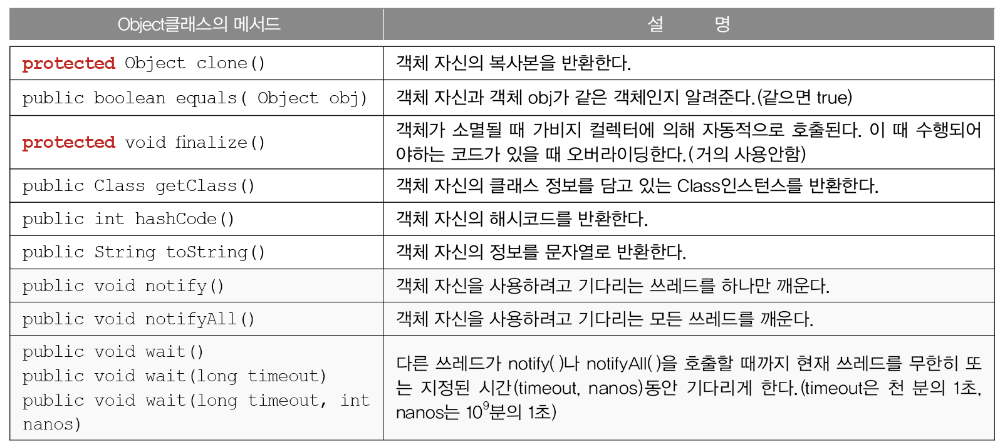 Object클래스의 메서드
설 명
protected Object clone()
객체 자신의 복사본을 반환한다.
public boolean equals( Object obj)
객체 자신과 객체 obj가 같은 객체인지 알려준다.(같으면 true)
protected void finalize()
객체가 소멸될 때 가비지 컬렉터에 의해 자동적으로 호출된다. 이 때 수행되어
야하는 코드가 있을 때 오버라이딩한다.(거의 사용안함)
public Class getClass()
객체 자신의 클래스 정보를 담고 있는 Class인스턴스를 반환한다.
public int hashCode()
객체 자신의 해시코드를 반환한다.
public String toString()
객체 자신의 정보를 문자열로 반환한다.
public void notify()
객체 자신을 사용하려고 기다리는 쓰레드를 하나만 깨운다.
public void notifyAll()
객체 자신을 사용하려고 기다리는 모든 쓰레드를 깨운다.
public void wait()
public void wait(long timeout)
public void wait(long timeout, int
nanos)
다른 쓰레드가 notify( )나 notifyAll( )을 호출할 때까지 현재 쓰레드를 무한히 또
는 지정된 시간(timeout, nanos)동안 기다리게 한다.(timeout은 천 분의 1초,
nanos는 10⁹분의 1초)